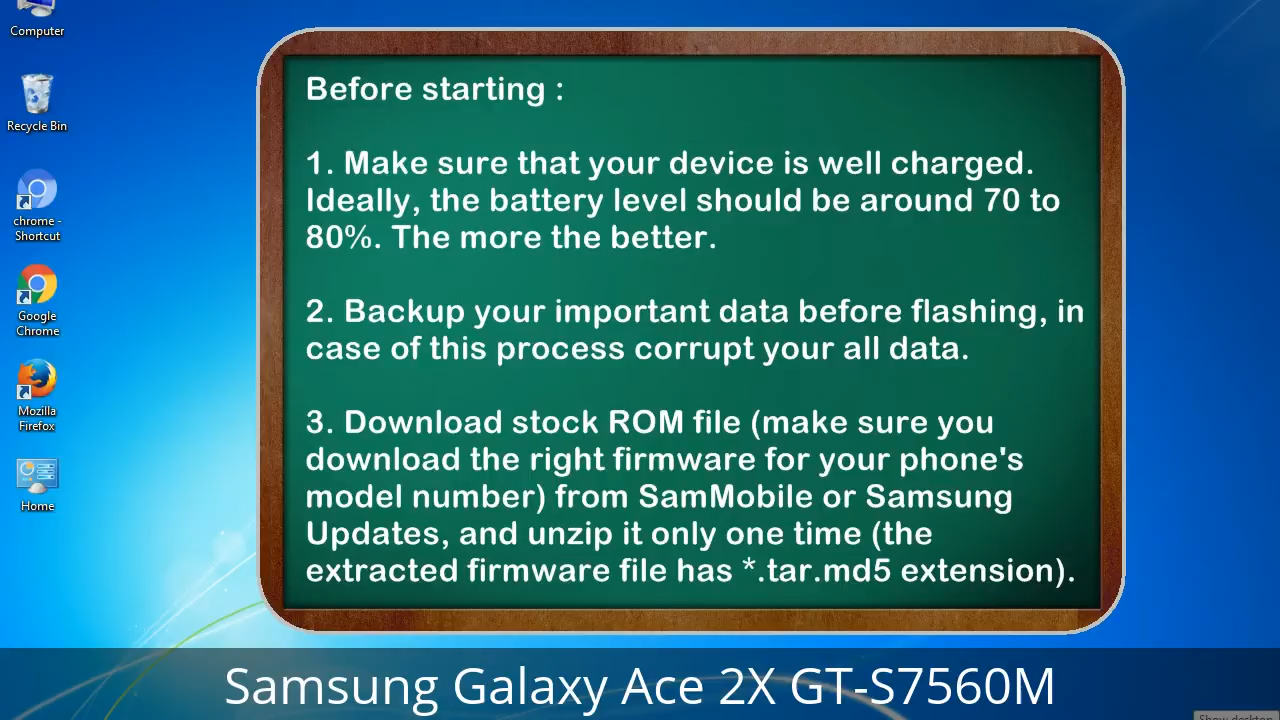 Computer
Recycle Bin
chrome -
Shortcut
Google
Chrome
Mozilla
Firefox
Home
Before starting :
1. Make sure that your device is well charged.
Ideally, the battery level should be around 70 to
80%. The more the better.
2. Backup your important data before flashing, in
case of this process corrupt your all data.
3. Download stock ROM file (make sure you
download the right firmware for your phone's
model number) from SamMobile or Samsung
Updates, and unzip it only one time (the
extracted firmware file has *.tar.md5 extension).
Samsung Galaxy Ace 2X GT-S7560M
Show desktop